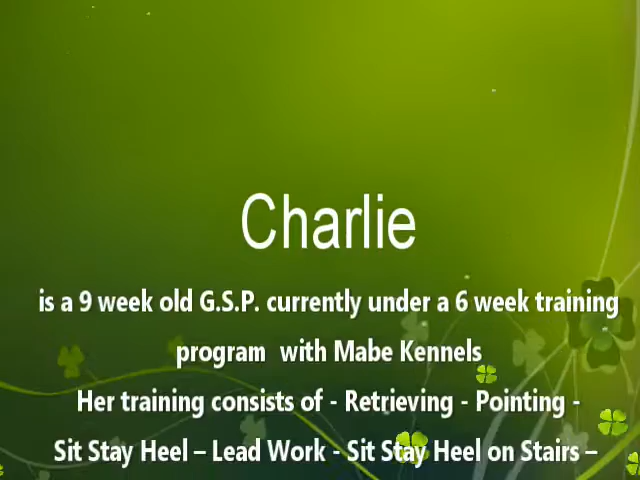 Charlie
is a 9 week old G.S.P. currently under a 6 week training
program with Mabe Kennels
Her training consists of - Retrieving - Pointing -
Sit Stay Heel – Lead Work - Sit Stay Heel on Stairs –